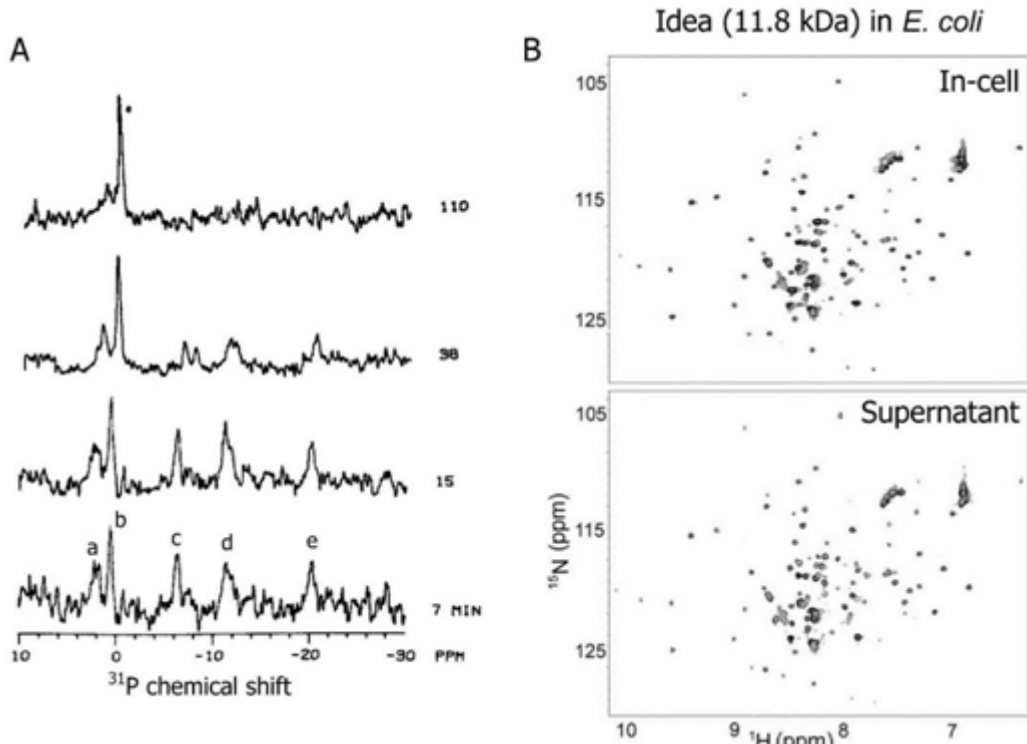 A
110
38
15
a
b
c
d
e
7 MIN
10 0 -10 -20 -30 PPM
31P chemical shift
B
Idea (11.8 kDa) in E. coli
In-cell
105
115
125
Supernatant
105
115
125
15N (ppm)
10 9 8 7
1H (ppm)